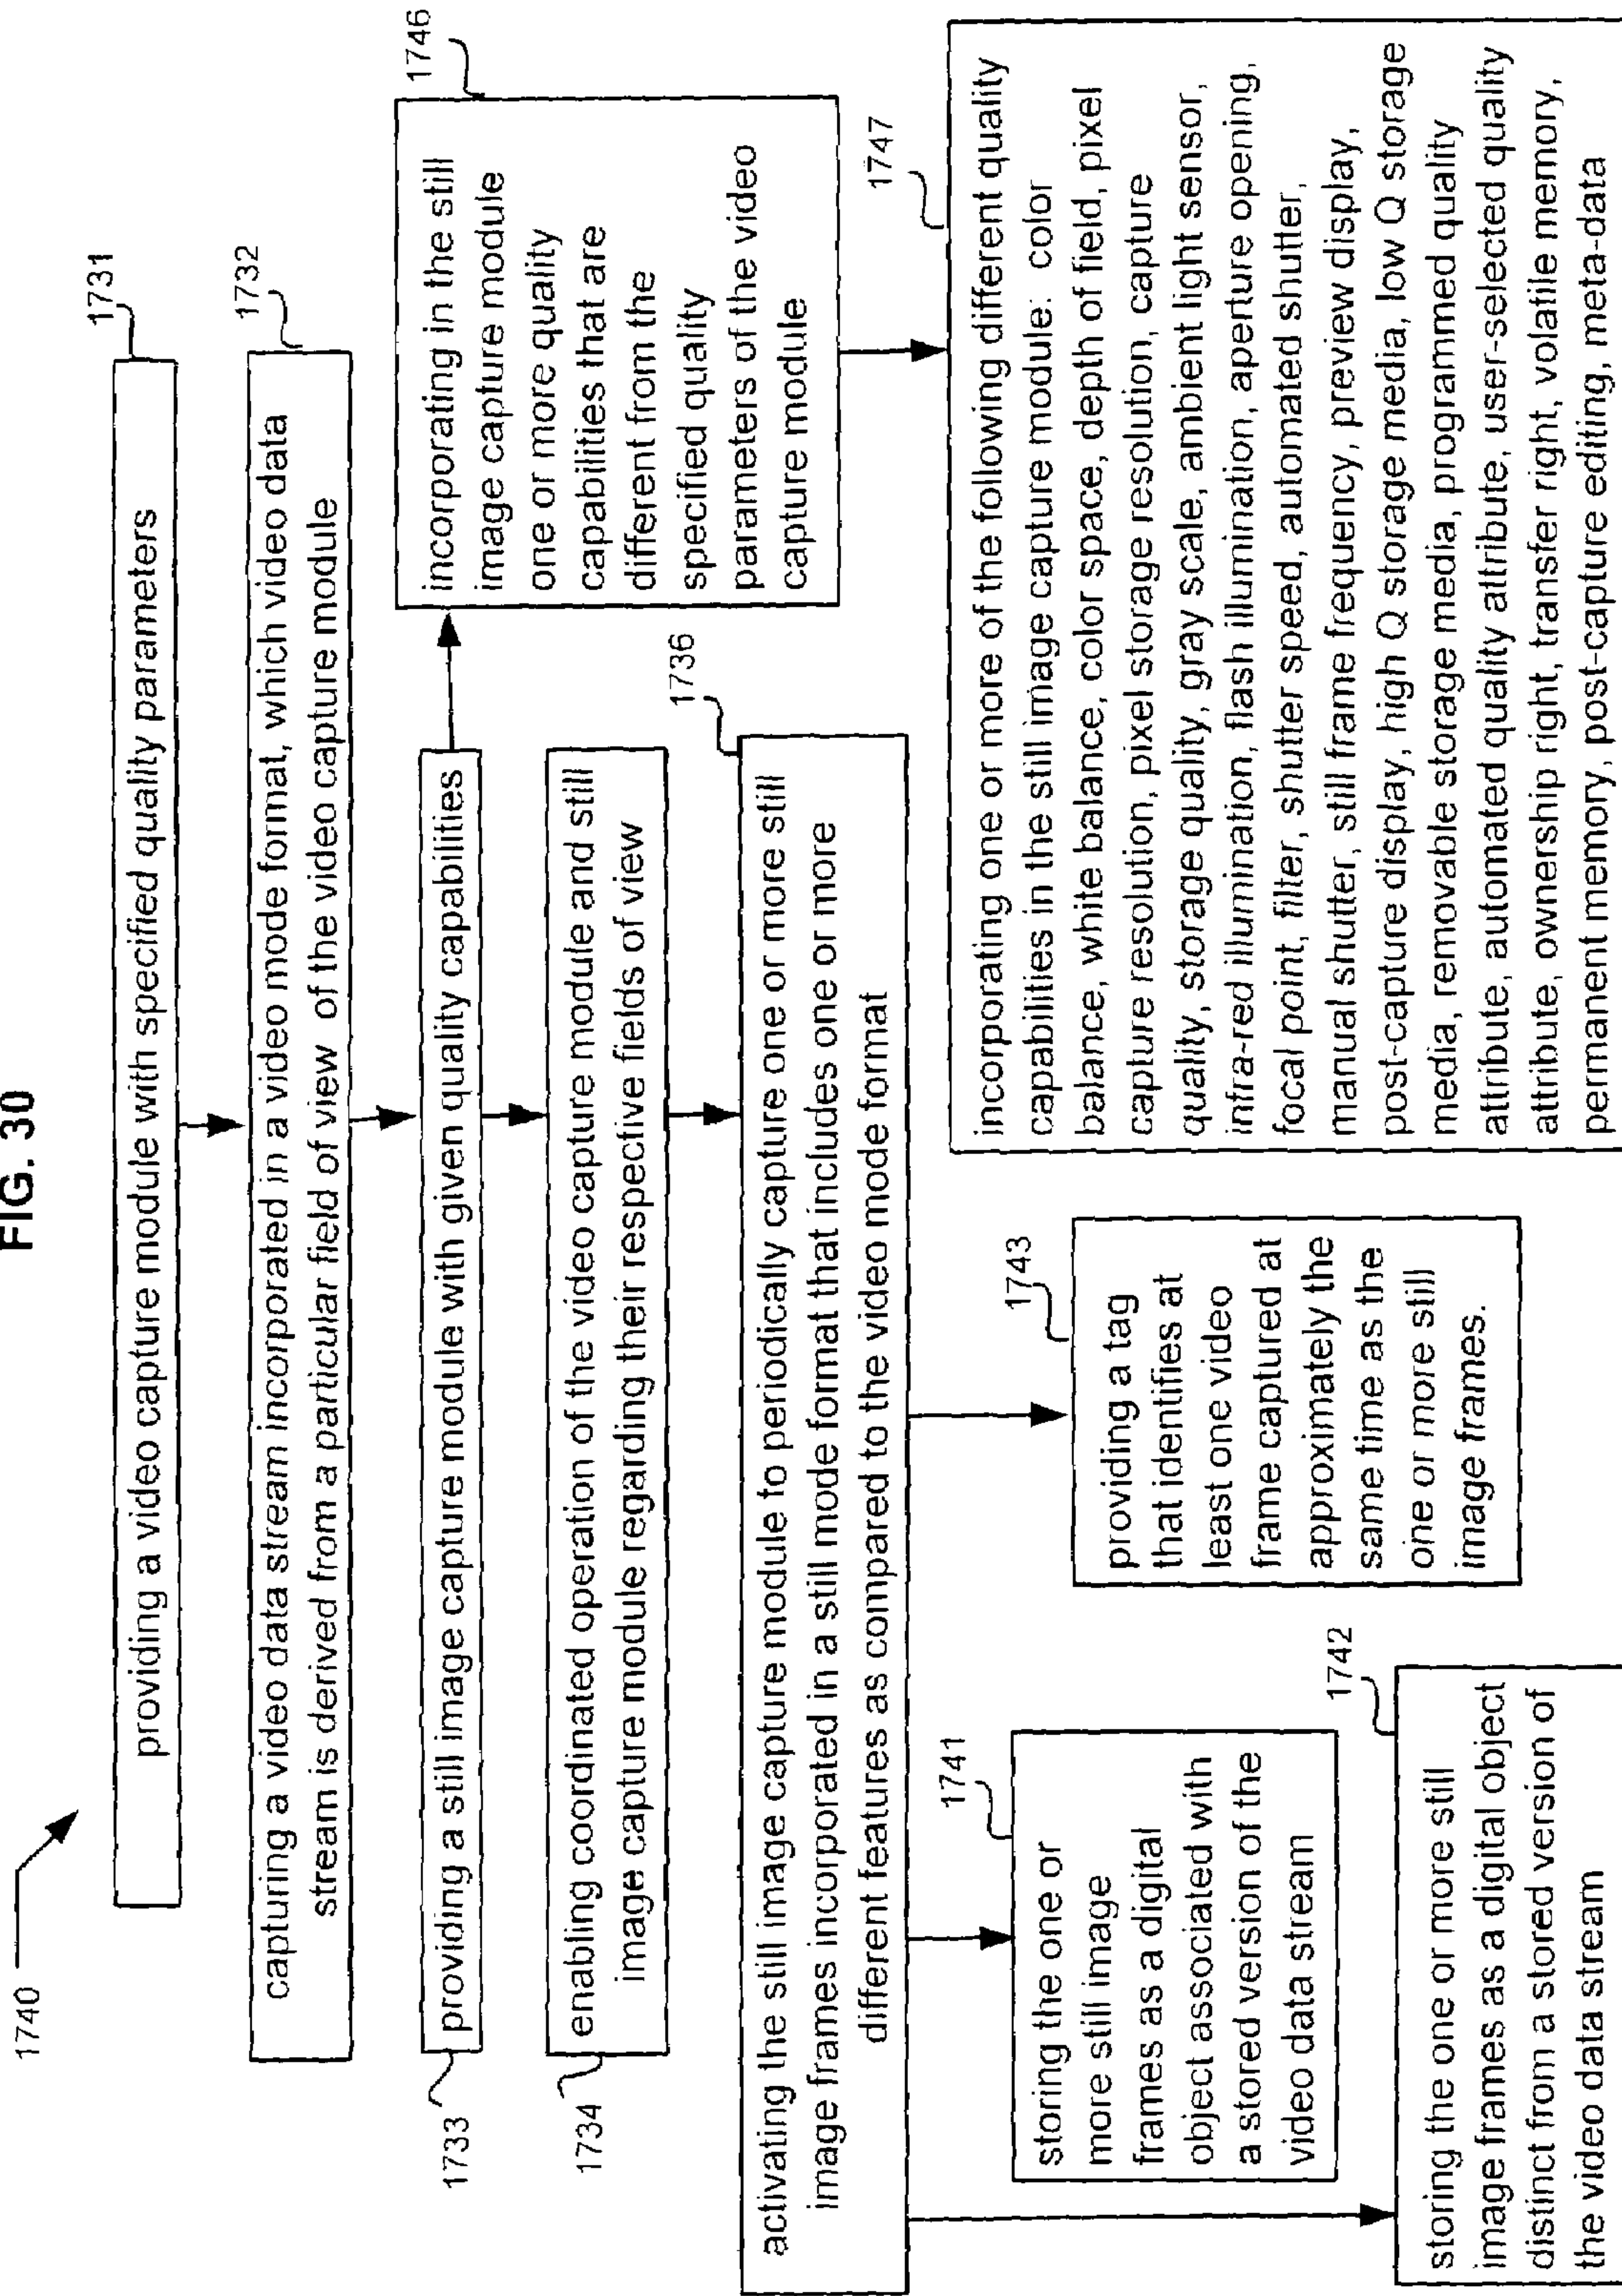 FIG. 30
1740
1731
providing a video capture module with specified quality parameters
1732
capturing a video data stream incorporated in a video mode format, which video data
stream is derived from a particular field of view of the video capture module
1733
providing a still image capture module with given quality capabilities
1746
incorporating in the still
image capture module
one or more quality
capabilities that are
different from the
specified quality
parameters of the video
capture module
1734
enabling coordinated operation of the video capture module and still
image capture module regarding their respective fields of view
1736
activating the still image capture module to periodically capture one or more still
image frames incorporated in a still mode format that includes one or more
different features as compared to the video mode format
1741
storing the one or
more still image
frames as a digital
object associated with
a stored version of the
video data stream
1742
storing the one or more still
image frames as a digital object
distinct from a stored version of
the video data stream
1743
providing a tag
that identifies at
least one video
frame captured at
approximately the
same time as the
one or more still
image frames.
1747
incorporating one or more of the following different quality
capabilities in the still image capture module: color
balance, white balance, color space, depth of field, pixel
capture resolution, pixel storage resolution, capture
quality, storage quality, gray scale, ambient light sensor,
infra-red illumination, flash illumination, aperture opening,
focal point, filter, shutter speed, automated shutter,
manual shutter, still frame frequency, preview display,
post-capture display, high Q storage media, low Q storage
media, removable storage media, programmed quality
attribute, automated quality attribute, user-selected quality
attribute, ownership right, transfer right, volatile memory,
permanent memory, post-capture editing, meta-data